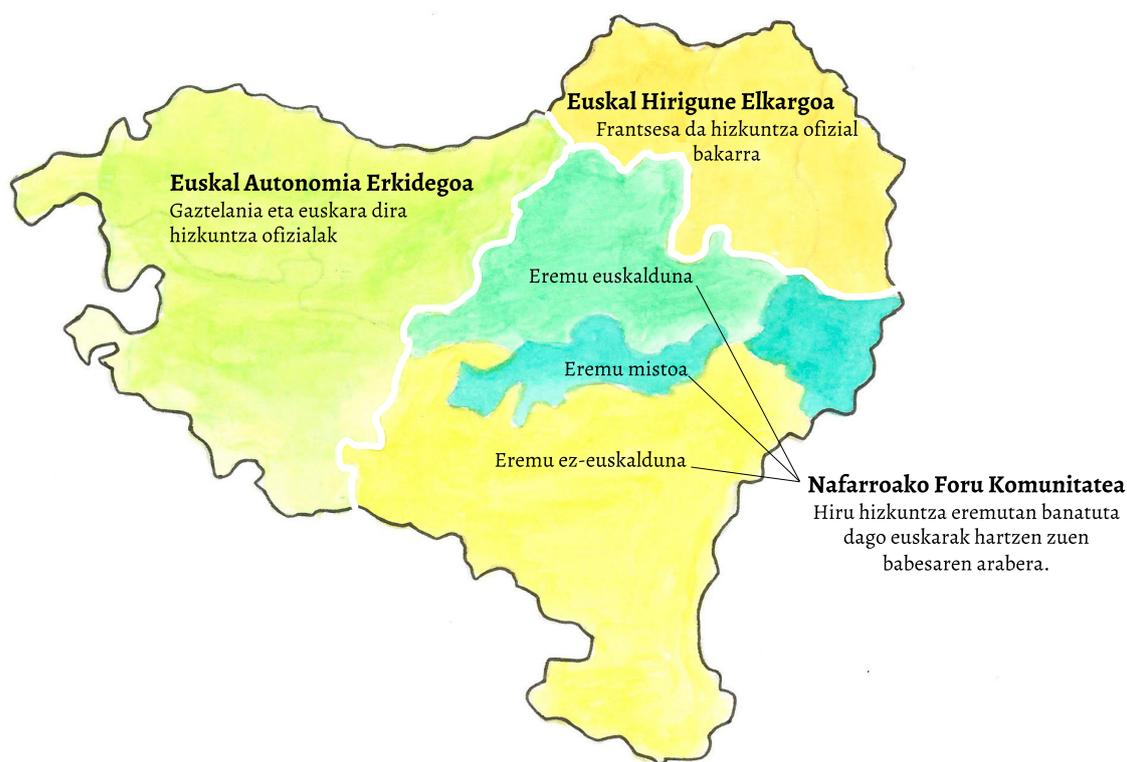 Euskal Hirigune Elkargoa
Frantsesa da hizkuntza ofizial
bakarra
Euskal Autonomia Erkidegoa
Gaztelania eta euskara dira
hizkuntza ofizialak
Eremu euskalduna
Eremu mistoa
Eremu ez-euskalduna
Nafarroako Foru Komunitatea
Hiru hizkuntza eremutan banatuta
dago euskarak hartzen zuen
babesaren arabera.